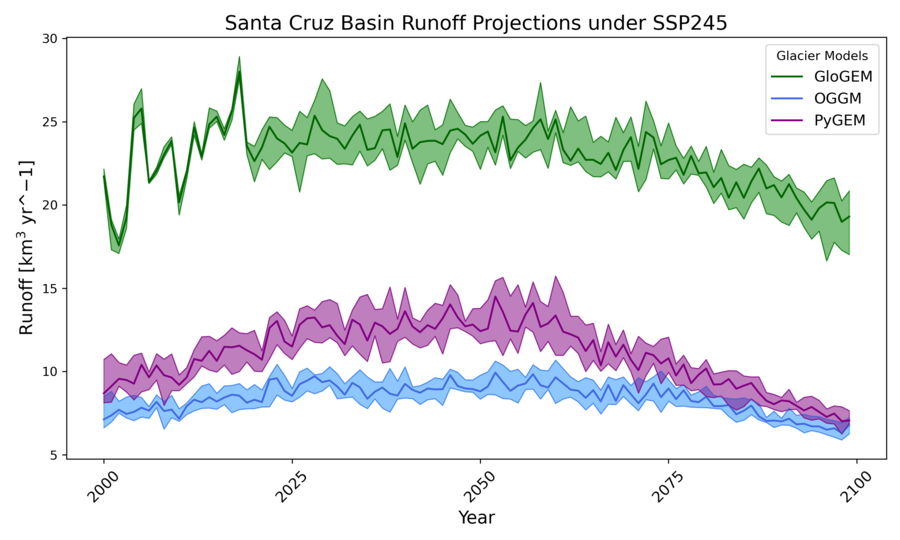 Santa Cruz Basin Runoff Projections under SSP245
30
25
20
15
10
5
Runoff [km³ yr^−1]
Glacier Models
GloGEM
OGGM
PyGEM
2000
2025
2050
2075
2100
Year